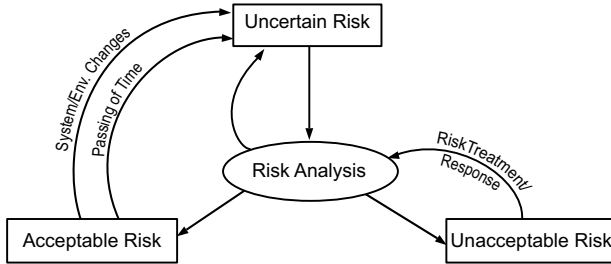 Uncertain Risk
System/Env. Changes
Passing of Time
Risk Treatment/
Response
Risk Analysis
Acceptable Risk
Unacceptable Risk